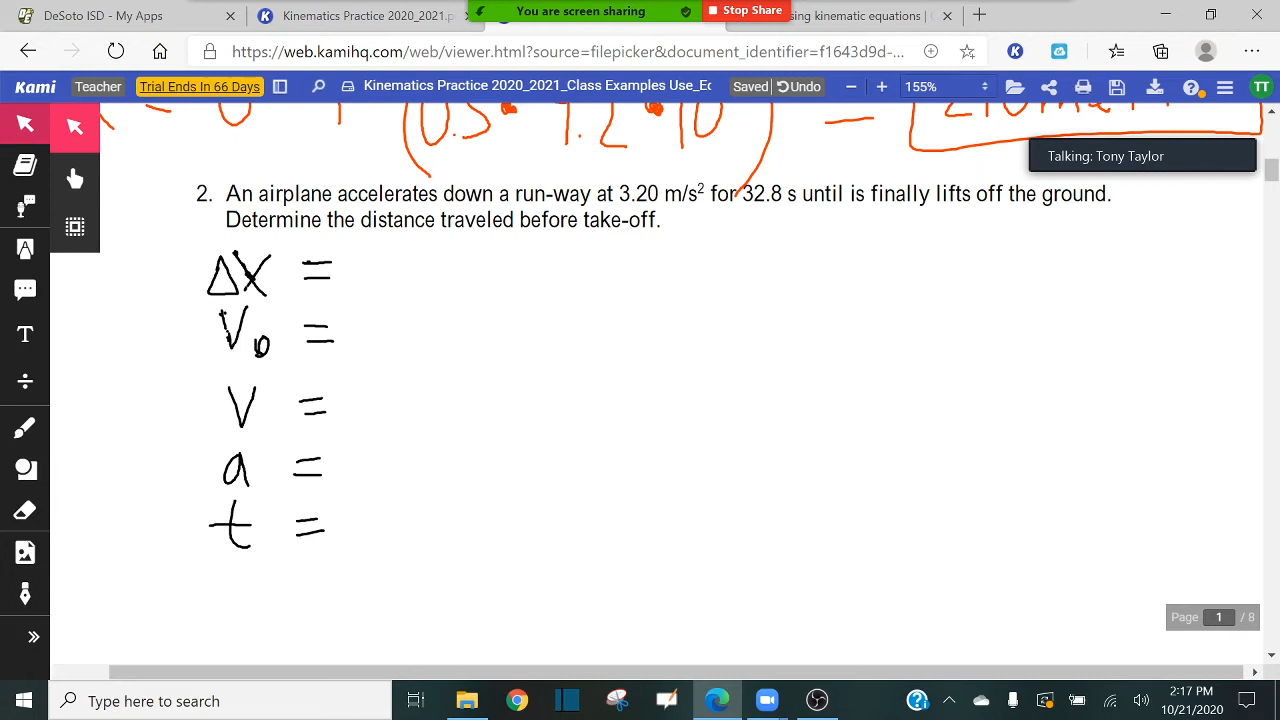 DePaul - My Apps
Kinematics Practice 2020_2021.p
You are screen sharing
Stop Share
sing kinematic equations (
https://web.kamihq.com/web/viewer.html?source=filepicker&document_identifier=f1643d9d-...
Kami
Teacher
Trial Ends In 66 Days
Kinematics Practice 2020_2021_Class Examples Use_Ec
Saved
Undo
155%
TT
Talking: Tony Taylor
2. An airplane accelerates down a run-way at 3.20 m/s² for 32.8 s until is finally lifts off the ground.
Determine the distance traveled before take-off.
ΔX =
V₀ =
V =
a =
t =
Page 1 / 8
Type here to search
2:17 PM
10/21/2020